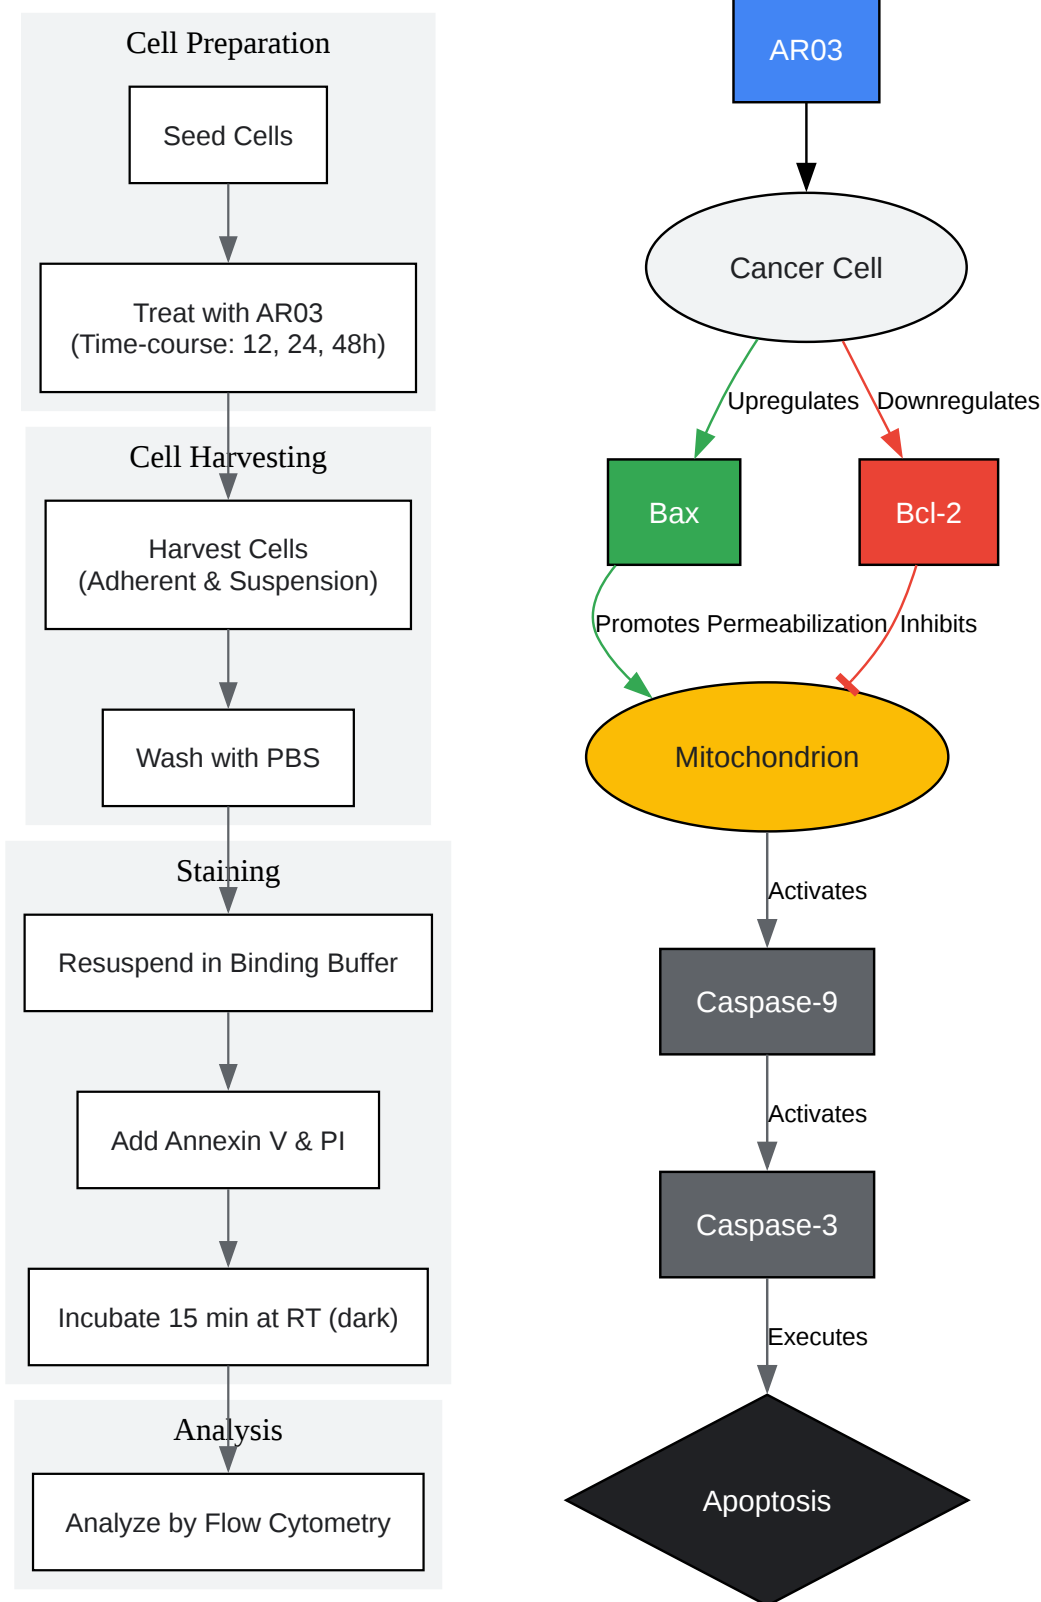 Cell Preparation
Seed Cells
Treat with AR03
(Time-course: 12, 24, 48h)
Cell Harvesting
Harvest Cells
(Adherent & Suspension)
Wash with PBS
Staining
Resuspend in Binding Buffer
Add Annexin V & PI
Incubate 15 min at RT (dark)
Analysis
Analyze by Flow Cytometry
AR03
Cancer Cell
Upregulates
Downregulates
Bax
Bcl-2
Promotes Permeabilization
Inhibits
Mitochondrion
Activates
Caspase-9
Activates
Caspase-3
Executes
Apoptosis